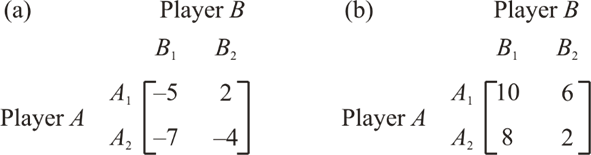 (a) Player B (b) Player B
B₁ B₂ B₁ B₂
A₁ –5 2 A₁ 10 6
Player A Player A
A₂ –7 –4 A₂ 8 2